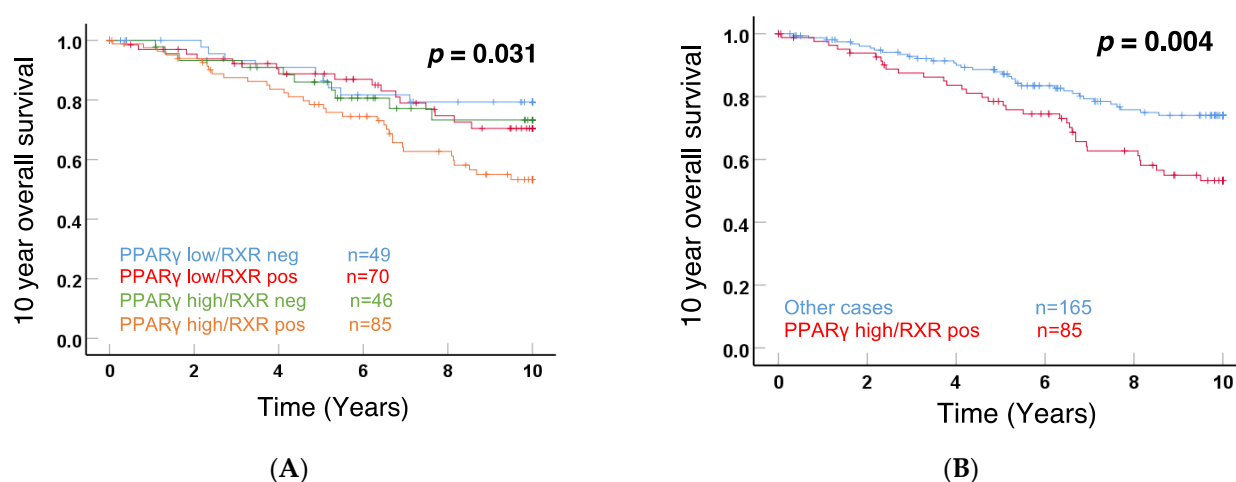 10 year overall survival
1.0
0.8
0.6
0.4
0.2
0.0
p = 0.031
PPARγ low/RXR neg n=49
PPARγ low/RXR pos n=70
PPARγ high/RXR neg n=46
PPARγ high/RXR pos n=85
0 2 4 6 8 10
Time (Years)
(A)
10 year overall survival
1.0
0.8
0.6
0.4
0.2
0.0
p = 0.004
Other cases n=165
PPARγ high/RXR pos n=85
0 2 4 6 8 10
Time (Years)
(B)